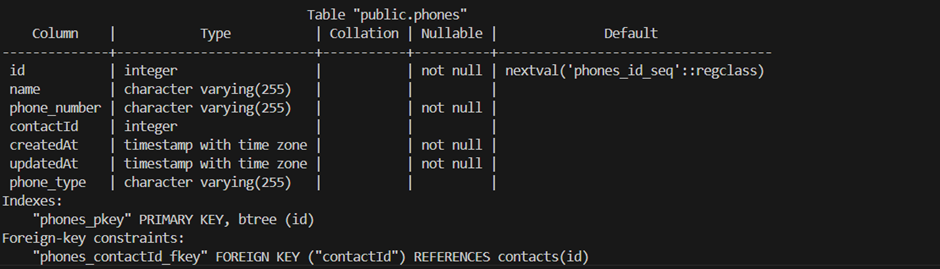 Table "public.phones"
    Column    |           Type           | Collation | Nullable |              Default
--------------+--------------------------+-----------+----------+------------------------------------
 id           | integer                  |           | not null | nextval('phones_id_seq'::regclass)
 name         | character varying(255)   |           |          |
 phone_number | character varying(255)   |           | not null |
 contactId    | integer                  |           |          |
 createdAt    | timestamp with time zone |           | not null |
 updatedAt    | timestamp with time zone |           | not null |
 phone_type   | character varying(255)   |           |          |
Indexes:
    "phones_pkey" PRIMARY KEY, btree (id)
Foreign-key constraints:
    "phones_contactId_fkey" FOREIGN KEY ("contactId") REFERENCES contacts(id)